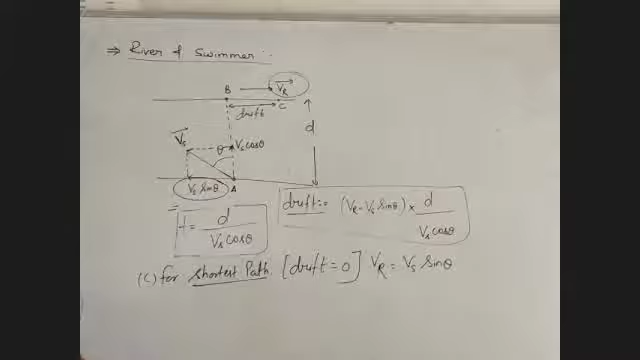 ⇒ River & Swimmer :-
B → V_R
drift C
d
V_s θ V_s cosθ
V_s sinθ A
t = d / V_s cosθ
drift :- (V_R - V_s sinθ) × d / V_s cosθ
(C) for shortest Path [drift = 0] V_R = V_s sinθ